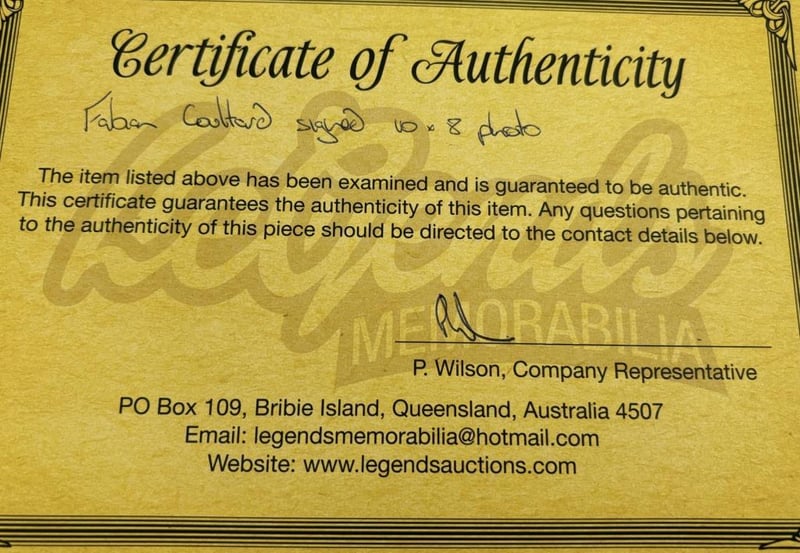 Certificate of Authenticity
Fabian Coulthard signed 10 x 8 photo
The item listed above has been examined and is guaranteed to be authentic.
This certificate guarantees the authenticity of this item. Any questions pertaining
to the authenticity of this piece should be directed to the contact details below.
Legends
MEMORABILIA
P. Wilson, Company Representative
PO Box 109, Bribie Island, Queensland, Australia 4507
Email: legendsmemorabilia@hotmail.com
Website: www.legendsauctions.com